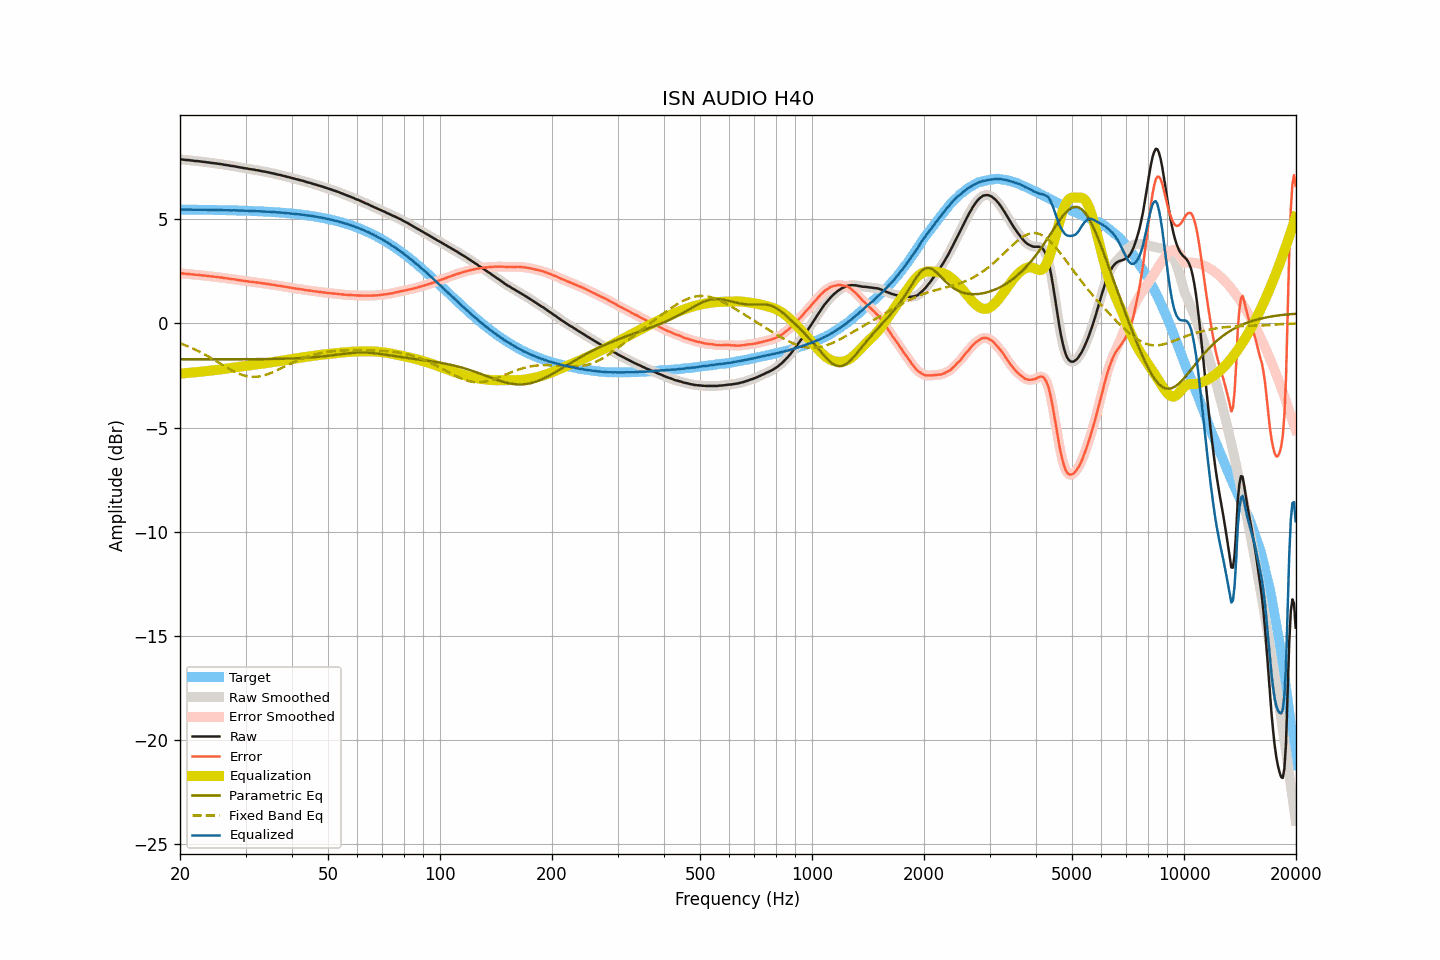 ISN AUDIO H40
Amplitude (dBr)
5
0
−5
−10
−15
−20
−25
Target
Raw Smoothed
Error Smoothed
Raw
Error
Equalization
Parametric Eq
Fixed Band Eq
Equalized
20 50 100 200 500 1000 2000 5000 10000 20000
Frequency (Hz)